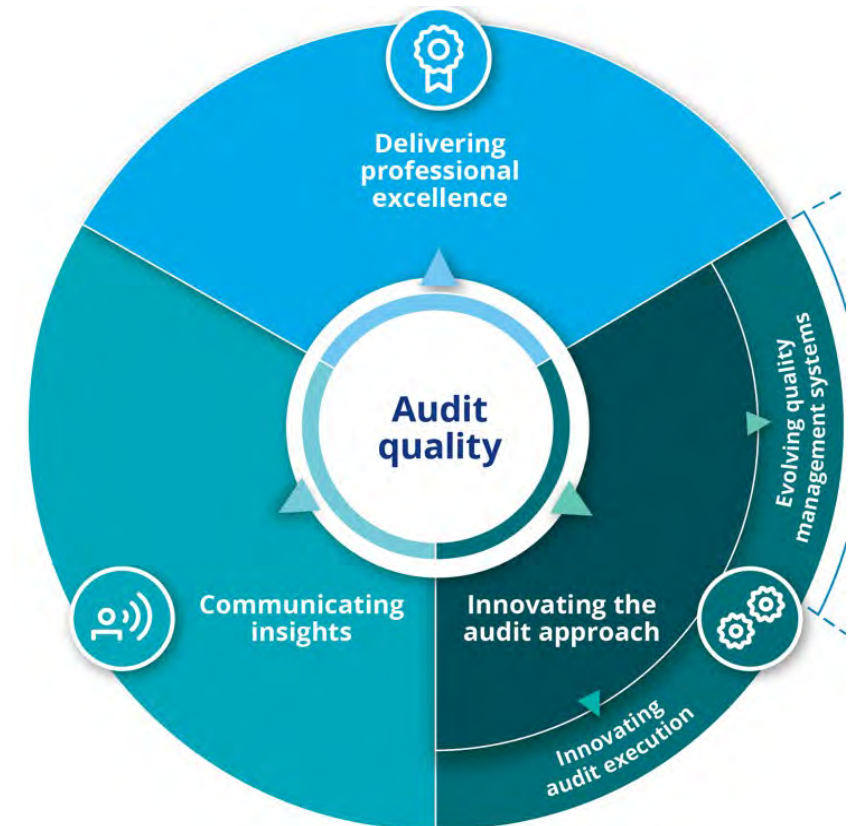 Delivering
professional
excellence
Audit
quality
Evolving quality
management systems
Communicating
insights
Innovating the
audit approach
Innovating
audit execution